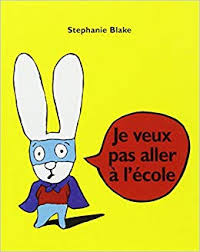 Stephanie Blake
Je veux
pas aller
à l'école